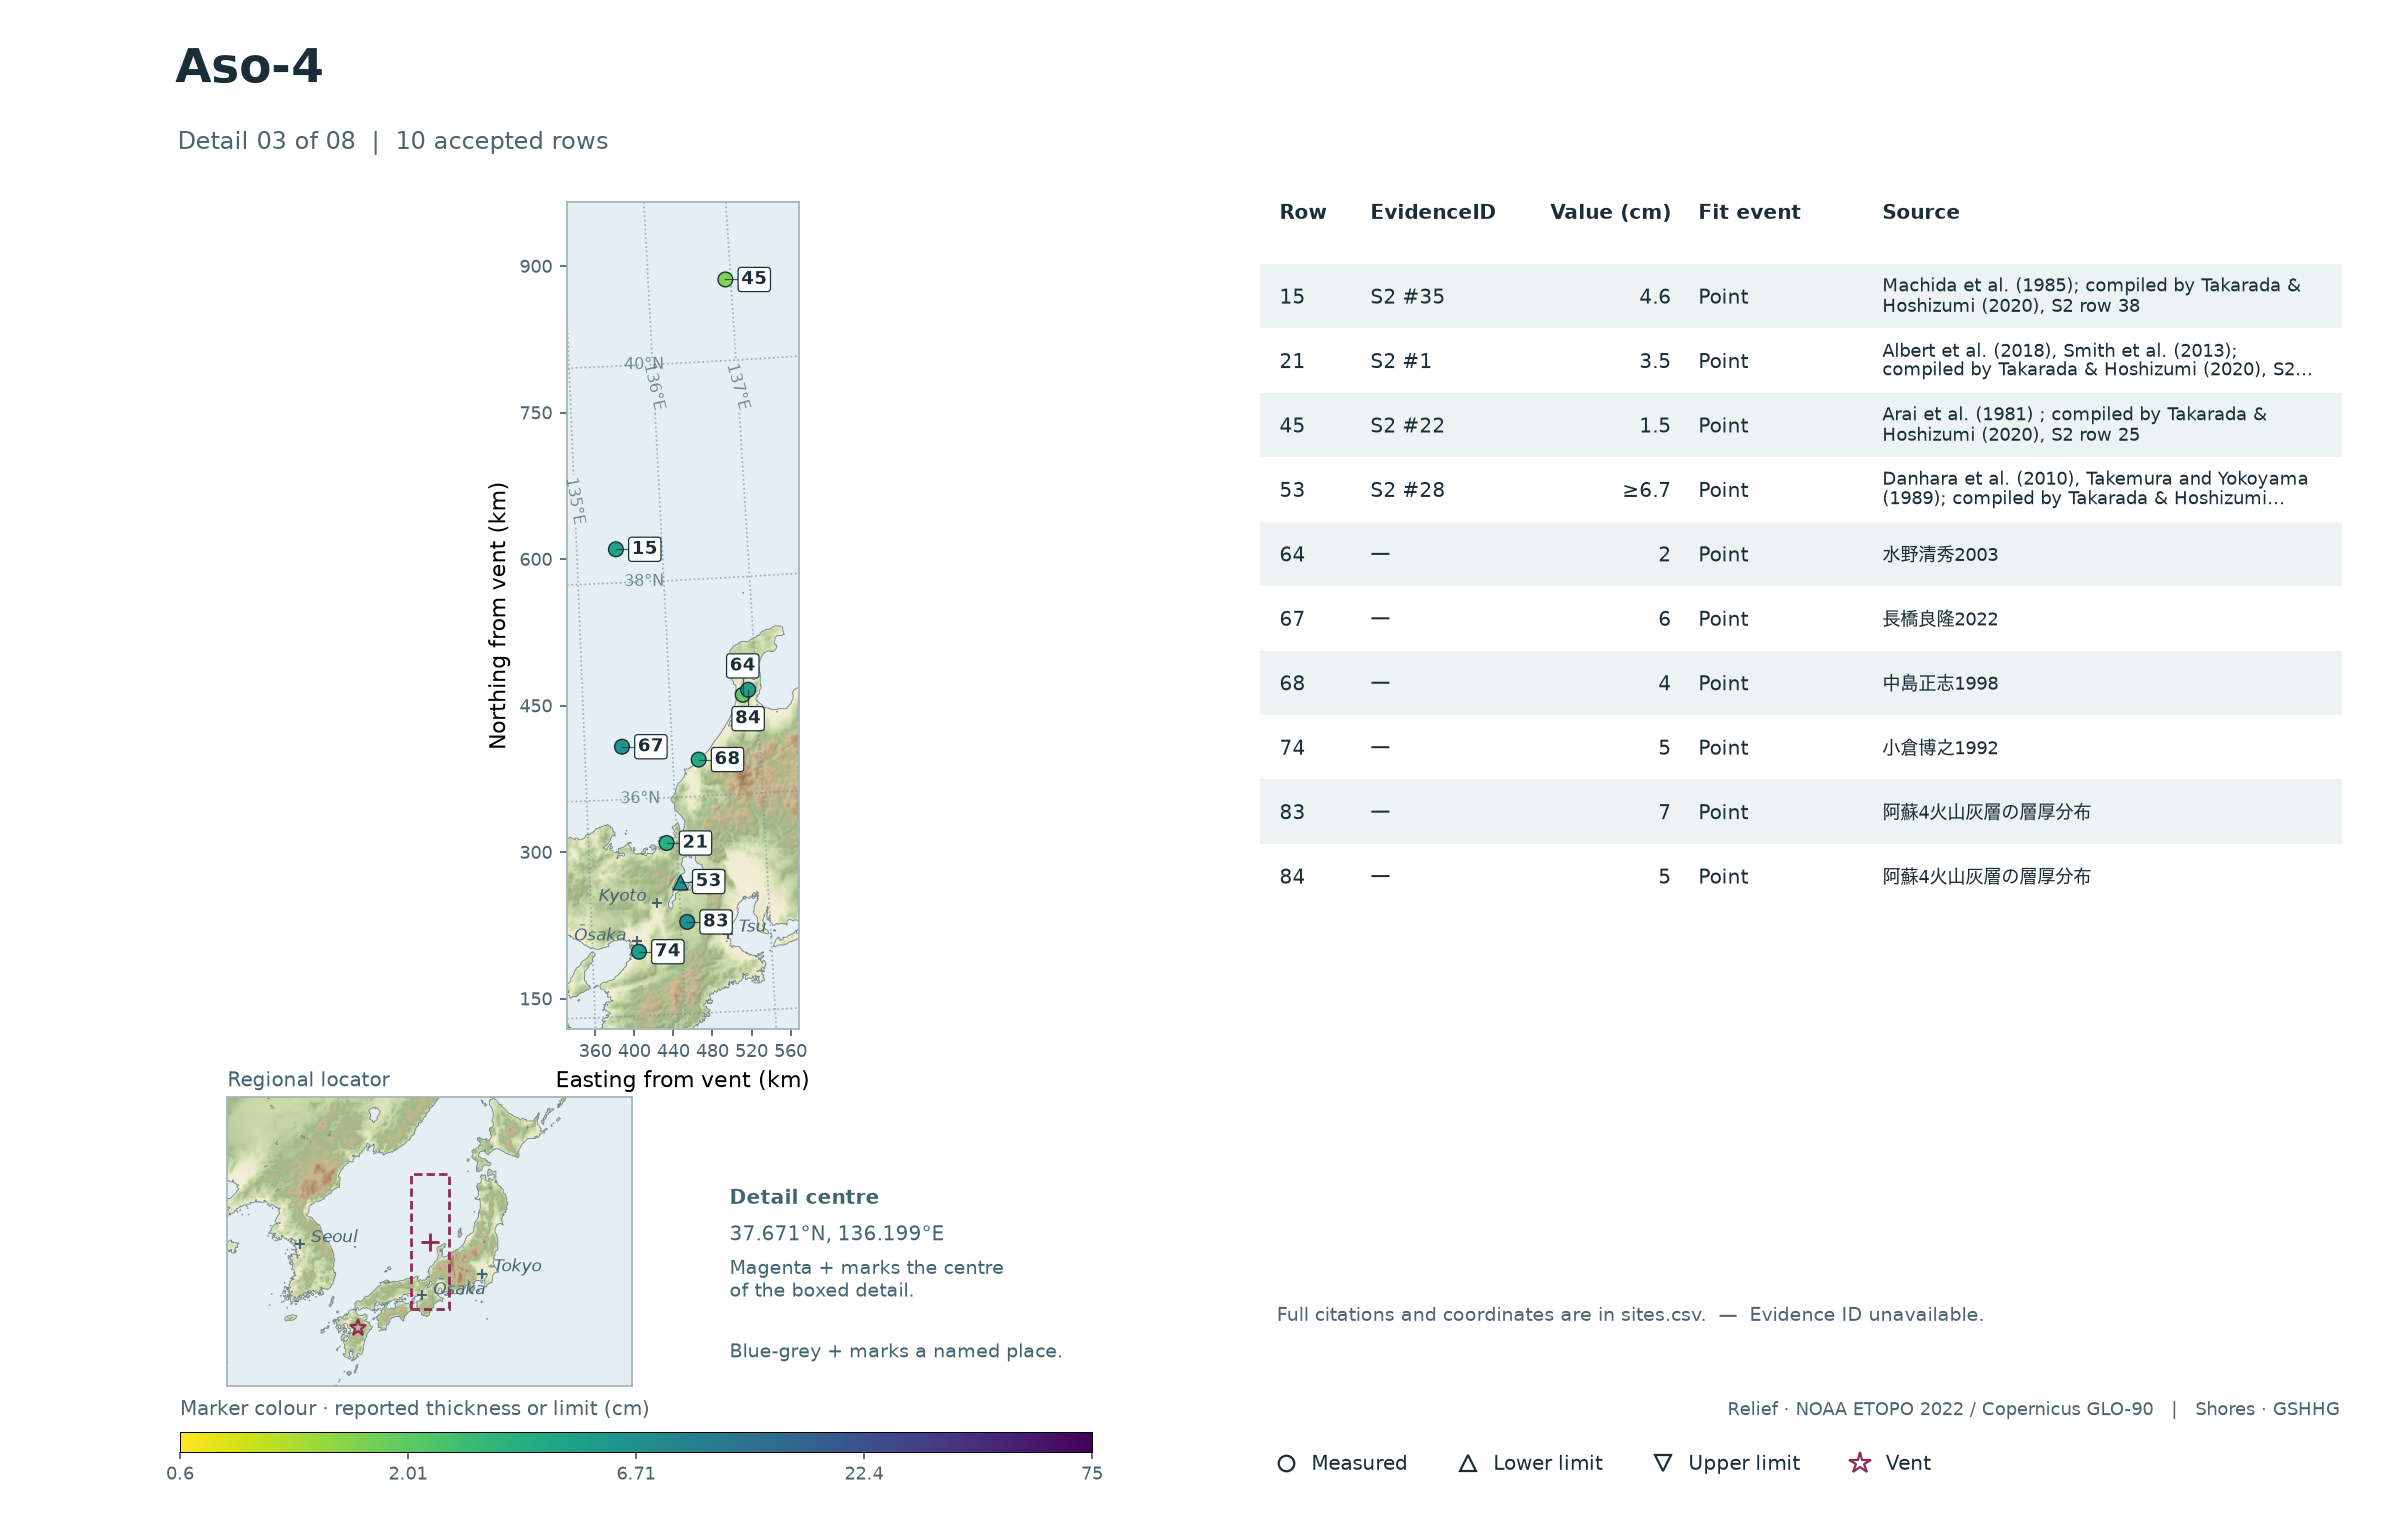 Aso-4
Detail 03 of 08 | 10 accepted rows
Northing from vent (km)
900
750
600
450
300
150
45
40°N
136°E
137°E
135°E
15
38°N
64
84
67
68
36°N
21
53
Kyoto
83
Tsu
Ōsaka
74
360 400 440 480 520 560
Easting from vent (km)
Row EvidenceID Value (cm) Fit event Source
15 S2 #35 4.6 Point Machida et al. (1985); compiled by Takarada &
Hoshizumi (2020), S2 row 38
21 S2 #1 3.5 Point Albert et al. (2018), Smith et al. (2013);
compiled by Takarada & Hoshizumi (2020), S2...
45 S2 #22 1.5 Point Arai et al. (1981) ; compiled by Takarada &
Hoshizumi (2020), S2 row 25
53 S2 #28 ≥6.7 Point Danhara et al. (2010), Takemura and Yokoyama
(1989); compiled by Takarada & Hoshizumi...
64 — 2 Point 水野清秀2003
67 — 6 Point 長橋良隆2022
68 — 4 Point 中島正志1998
74 — 5 Point 小倉博之1992
83 — 7 Point 阿蘇4火山灰層の層厚分布
84 — 5 Point 阿蘇4火山灰層の層厚分布
Regional locator
Seoul
Tokyo
Ōsaka
Detail centre
37.671°N, 136.199°E
Magenta + marks the centre
of the boxed detail.
Blue-grey + marks a named place.
Full citations and coordinates are in sites.csv. — Evidence ID unavailable.
Marker colour · reported thickness or limit (cm)
0.6 2.01 6.71 22.4 75
Relief · NOAA ETOPO 2022 / Copernicus GLO-90 | Shores · GSHHG
Measured Lower limit Upper limit Vent